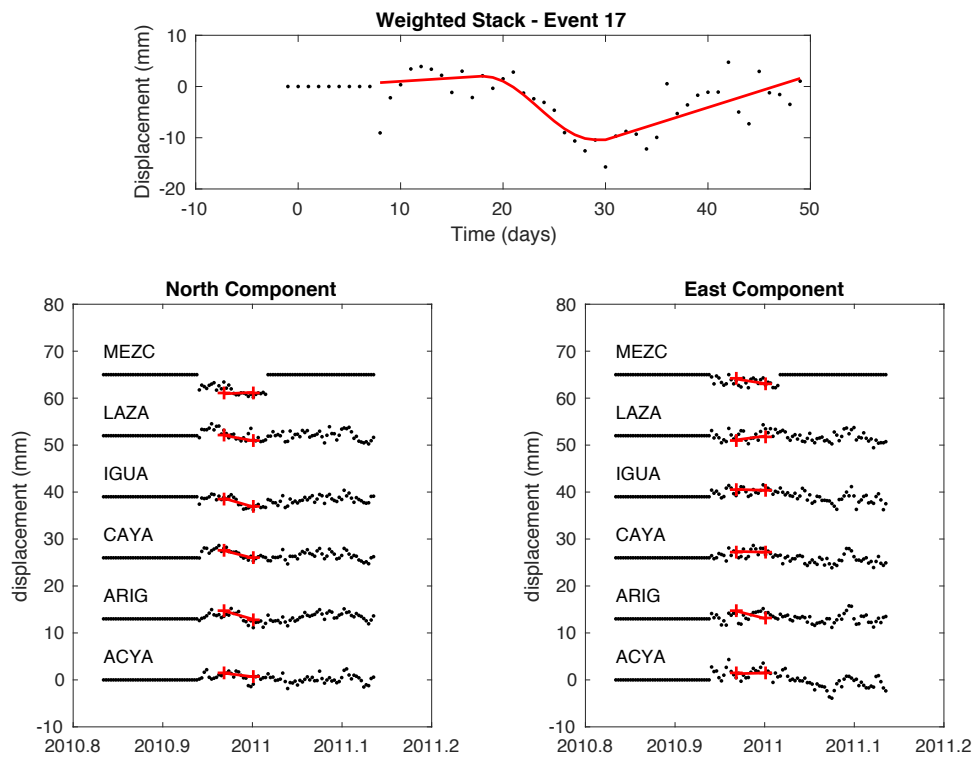 Weighted Stack - Event 17
Displacement (mm)
10
0
-10
-20
-10
0
10
20
30
40
50
Time (days)
North Component
displacement (mm)
80
70
60
50
40
30
20
10
0
-10
MEZC
LAZA
IGUA
CAYA
ARIG
ACYA
2010.8
2010.9
2011
2011.1
2011.2
East Component
displacement (mm)
80
70
60
50
40
30
20
10
0
-10
MEZC
LAZA
IGUA
CAYA
ARIG
ACYA
2010.8
2010.9
2011
2011.1
2011.2